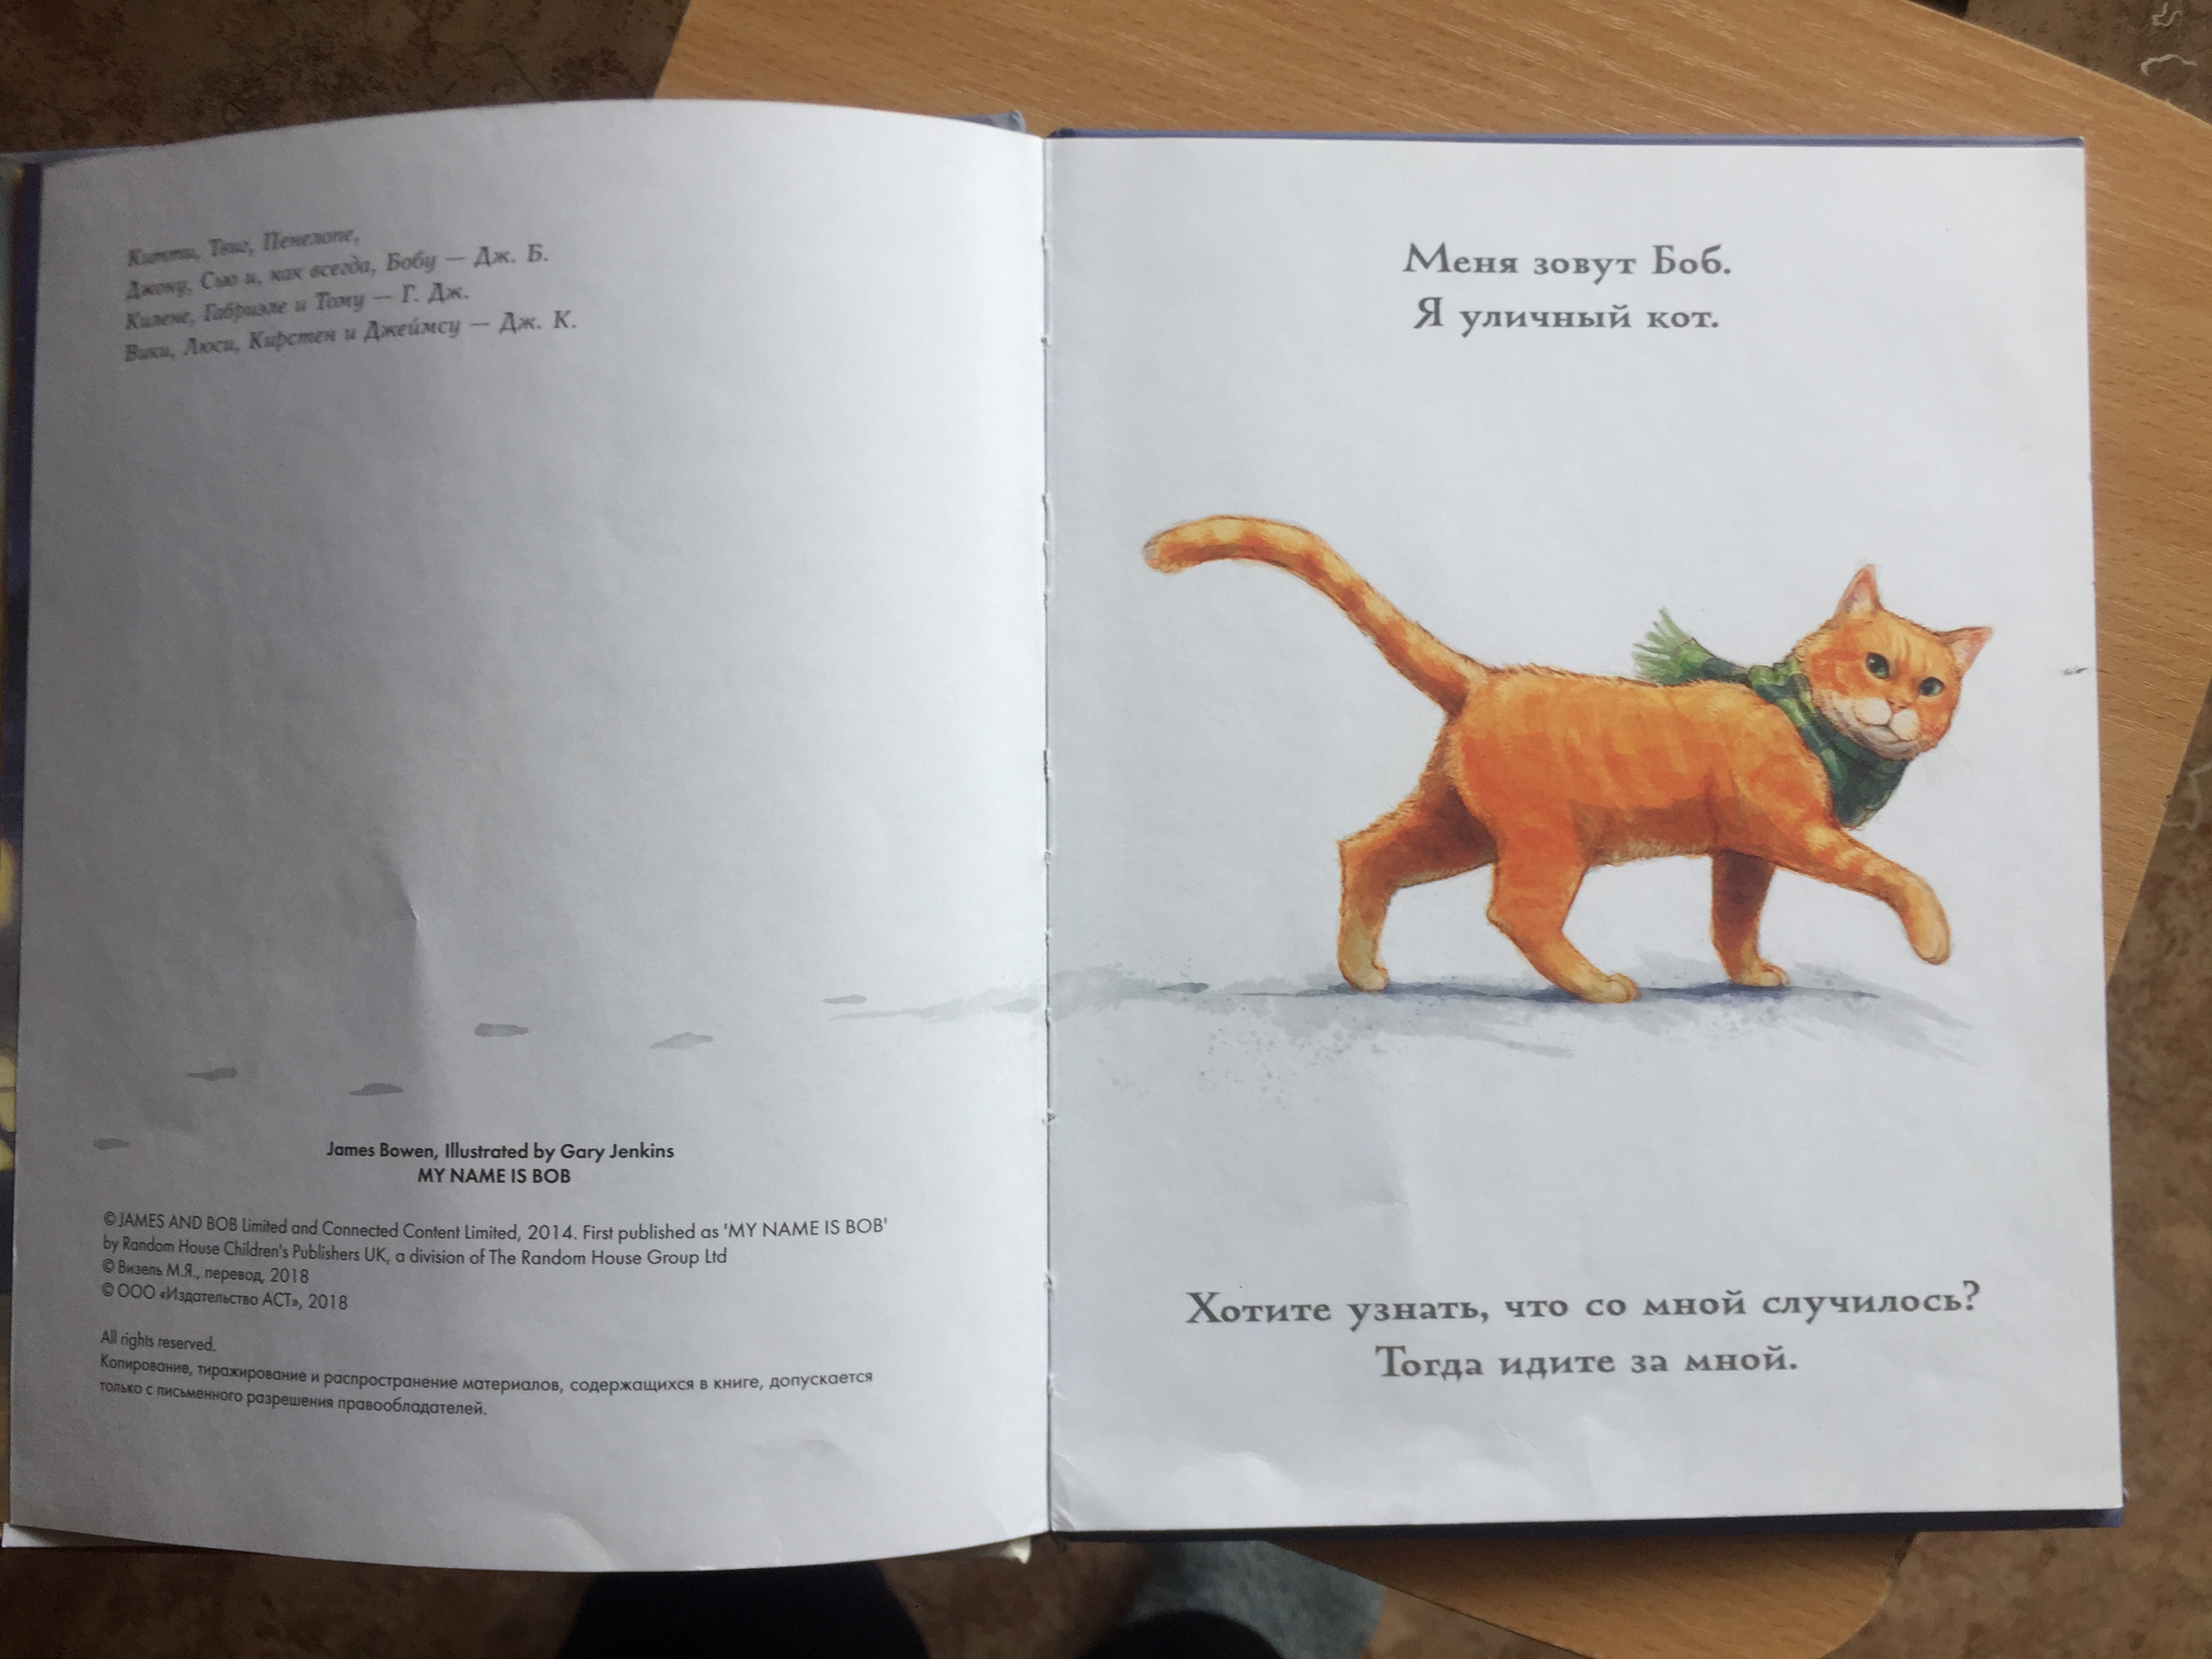 Китти, Тэш, Пенелопе,
Джону, Сью и, как всегда, Бобу — Дж. Б.
Килене, Габриэле и Тому — Г. Дж.
Вики, Люси, Кирстен и Джеймсу — Дж. К.
James Bowen, Illustrated by Gary Jenkins
MY NAME IS BOB
© JAMES AND BOB Limited and Connected Content Limited, 2014. First published as 'MY NAME IS BOB'
by Random House Children's Publishers UK, a division of The Random House Group Ltd
© Визель М.Я., перевод, 2018
© ООО «Издательство АСТ», 2018
All rights reserved.
Копирование, тиражирование и распространение материалов, содержащихся в книге, допускается
только с письменного разрешения правообладателей.
Меня зовут Боб.
Я уличный кот.
Хотите узнать, что со мной случилось?
Тогда идите за мной.